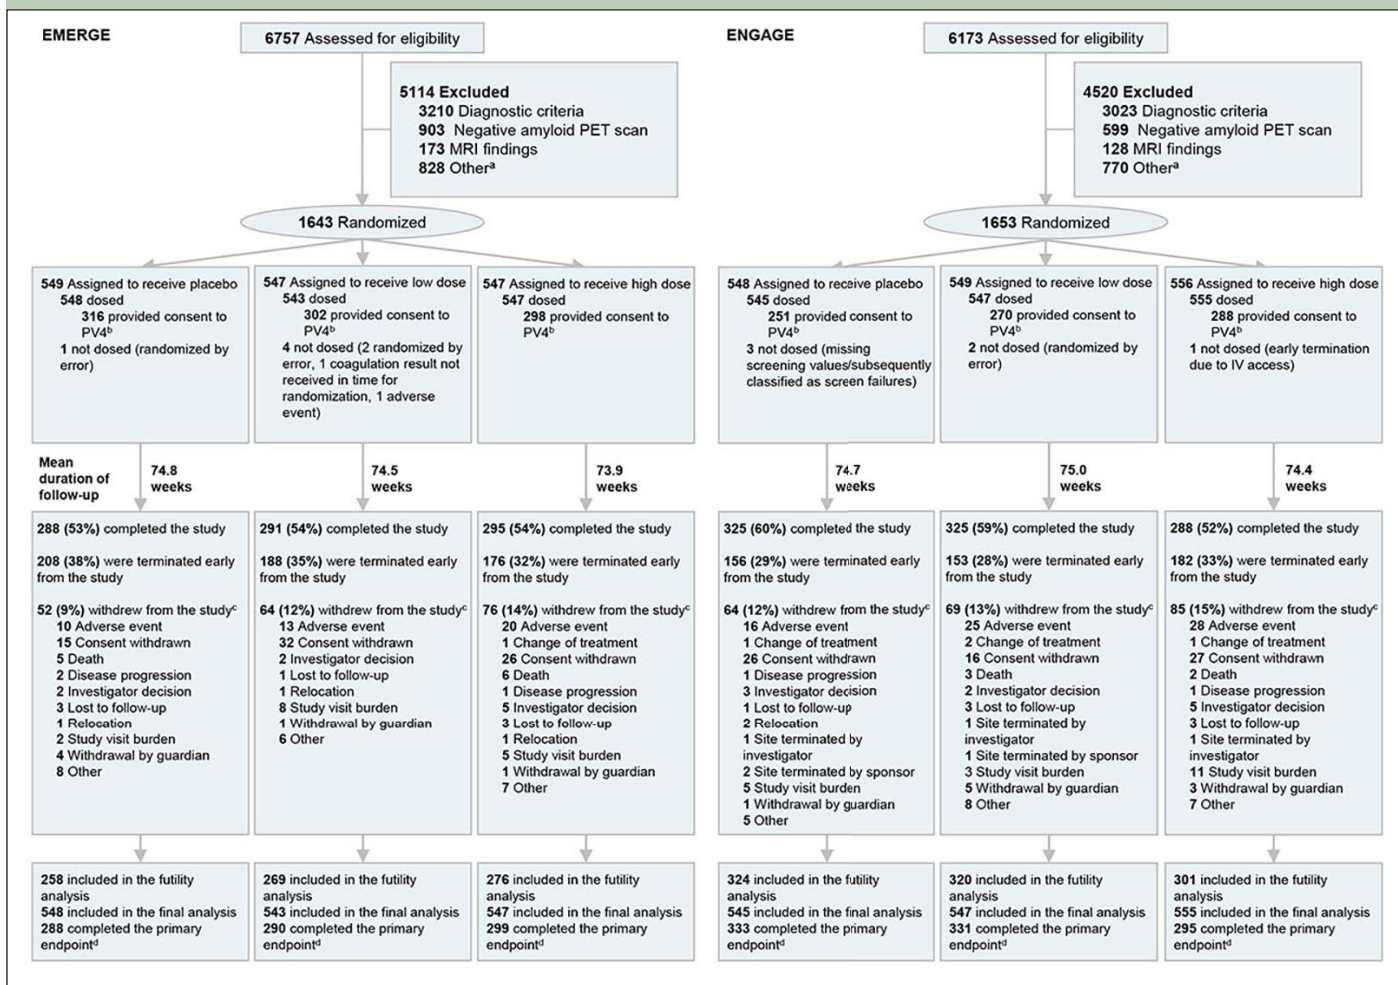 EMERGE
6757 Assessed for eligibility
5114 Excluded
3210 Diagnostic criteria
903 Negative amyloid PET scan
173 MRI findings
828 Otherᵃ
1643 Randomized
549 Assigned to receive placebo
548 dosed
316 provided consent to
PV4ᵇ
1 not dosed (randomized by
error)
547 Assigned to receive low dose
543 dosed
302 provided consent to
PV4ᵇ
4 not dosed (2 randomized by
error, 1 coagulation result not
received in time for
randomization, 1 adverse
event)
547 Assigned to receive high dose
547 dosed
298 provided consent to
PV4ᵇ
Mean
duration of
follow-up
74.8
weeks
74.5
weeks
73.9
weeks
288 (53%) completed the study
208 (38%) were terminated early
from the study
52 (9%) withdrew from the studyᶜ
10 Adverse event
15 Consent withdrawn
5 Death
2 Disease progression
2 Investigator decision
3 Lost to follow-up
1 Relocation
2 Study visit burden
4 Withdrawal by guardian
8 Other
291 (54%) completed the study
188 (35%) were terminated early
from the study
64 (12%) withdrew from the studyᶜ
13 Adverse event
32 Consent withdrawn
2 Investigator decision
1 Lost to follow-up
1 Relocation
8 Study visit burden
1 Withdrawal by guardian
6 Other
295 (54%) completed the study
176 (32%) were terminated early
from the study
76 (14%) withdrew from the studyᶜ
20 Adverse event
1 Change of treatment
26 Consent withdrawn
6 Death
1 Disease progression
5 Investigator decision
3 Lost to follow-up
1 Relocation
5 Study visit burden
1 Withdrawal by guardian
7 Other
258 included in the futility
analysis
548 included in the final analysis
288 completed the primary
endpointᵈ
269 included in the futility
analysis
543 included in the final analysis
290 completed the primary
endpointᵈ
276 included in the futility
analysis
547 included in the final analysis
299 completed the primary
endpointᵈ
ENGAGE
6173 Assessed for eligibility
4520 Excluded
3023 Diagnostic criteria
599 Negative amyloid PET scan
128 MRI findings
770 Otherᵃ
1653 Randomized
548 Assigned to receive placebo
545 dosed
251 provided consent to
PV4ᵇ
3 not dosed (missing
screening values/subsequently
classified as screen failures)
549 Assigned to receive low dose
547 dosed
270 provided consent to
PV4ᵇ
2 not dosed (randomized by
error)
556 Assigned to receive high dose
555 dosed
288 provided consent to
PV4ᵇ
1 not dosed (early termination
due to IV access)
74.7
weeks
75.0
weeks
74.4
weeks
325 (60%) completed the study
156 (29%) were terminated early
from the study
64 (12%) withdrew from the studyᶜ
16 Adverse event
1 Change of treatment
26 Consent withdrawn
1 Disease progression
3 Investigator decision
1 Lost to follow-up
2 Relocation
1 Site terminated by
investigator
2 Site terminated by sponsor
5 Study visit burden
1 Withdrawal by guardian
5 Other
325 (59%) completed the study
153 (28%) were terminated early
from the study
69 (13%) withdrew from the studyᶜ
25 Adverse event
2 Change of treatment
16 Consent withdrawn
3 Death
2 Investigator decision
3 Lost to follow-up
1 Site terminated by
investigator
1 Site terminated by sponsor
3 Study visit burden
5 Withdrawal by guardian
8 Other
288 (52%) completed the study
182 (33%) were terminated early
from the study
85 (15%) withdrew from the studyᶜ
28 Adverse event
1 Change of treatment
27 Consent withdrawn
2 Death
1 Disease progression
5 Investigator decision
3 Lost to follow-up
1 Site terminated by
investigator
11 Study visit burden
3 Withdrawal by guardian
7 Other
324 included in the futility
analysis
545 included in the final analysis
333 completed the primary
endpointᵈ
320 included in the futility
analysis
547 included in the final analysis
331 completed the primary
endpointᵈ
301 included in the futility
analysis
555 included in the final analysis
295 completed the primary
endpointᵈ